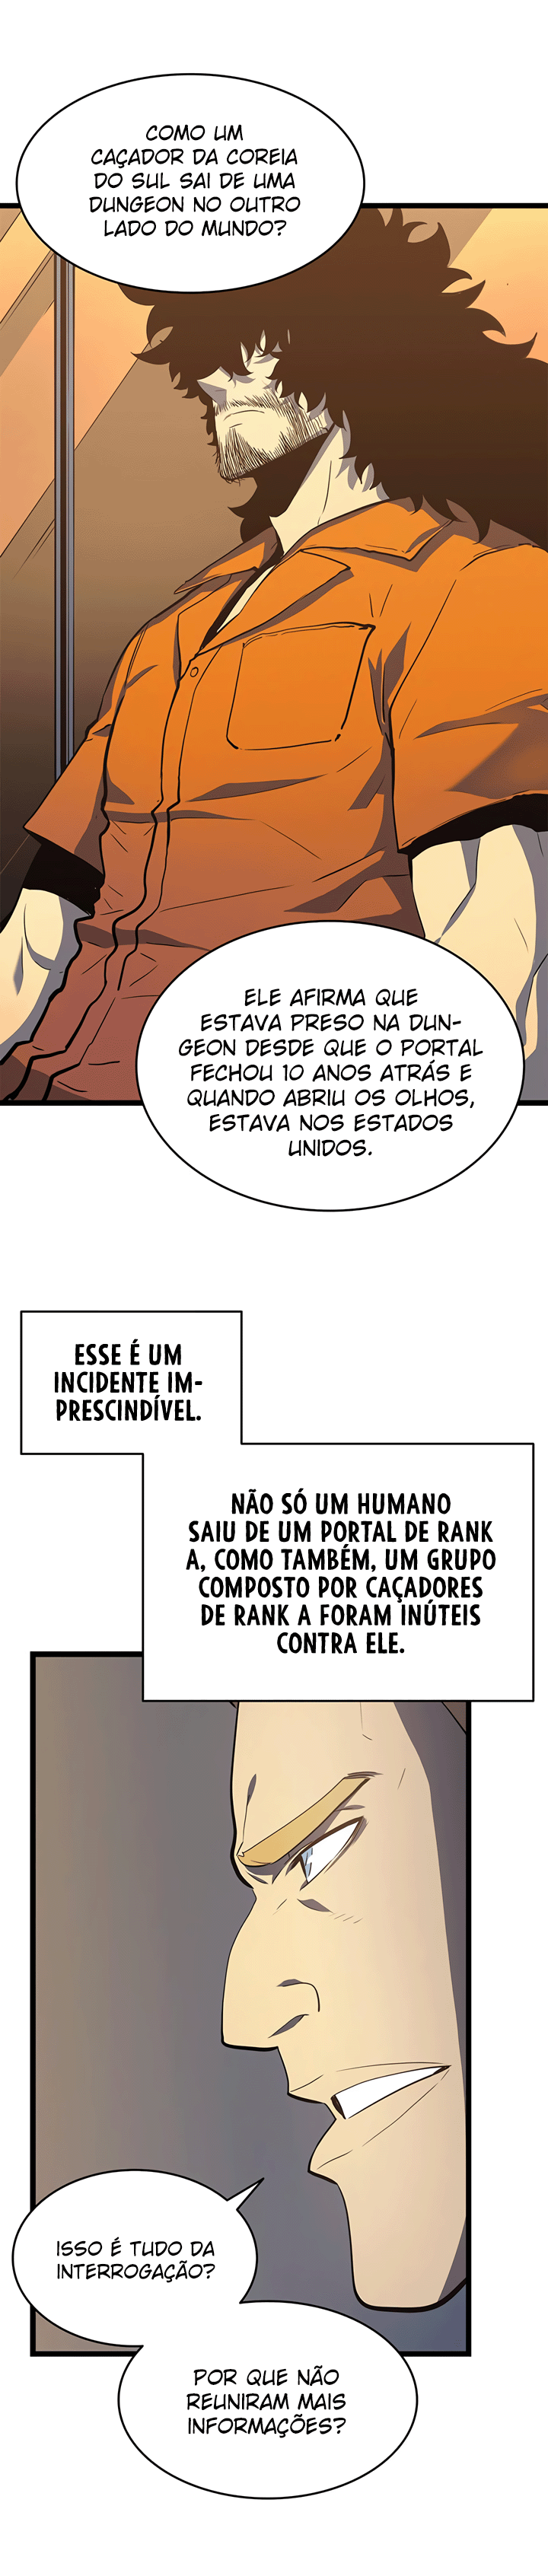 COMO UM
CAÇADOR DA COREIA
DO SUL SAI DE UMA
DUNGEON NO OUTRO
LADO DO MUNDO?
ELE AFIRMA QUE
ESTAVA PRESO NA DUN-
GEON DESDE QUE O PORTAL
FECHOU 10 ANOS ATRÁS E
QUANDO ABRIU OS OLHOS,
ESTAVA NOS ESTADOS
UNIDOS.
ESSE É UM
INCIDENTE IM-
PRESCINDÍVEL.
NÃO SÓ UM HUMANO
SAIU DE UM PORTAL DE RANK
A, COMO TAMBÉM, UM GRUPO
COMPOSTO POR CAÇADORES
DE RANK A FORAM INÚTEIS
CONTRA ELE.
ISSO É TUDO DA
INTERROGAÇÃO?
POR QUE NÃO
REUNIRAM MAIS
INFORMAÇÕES?